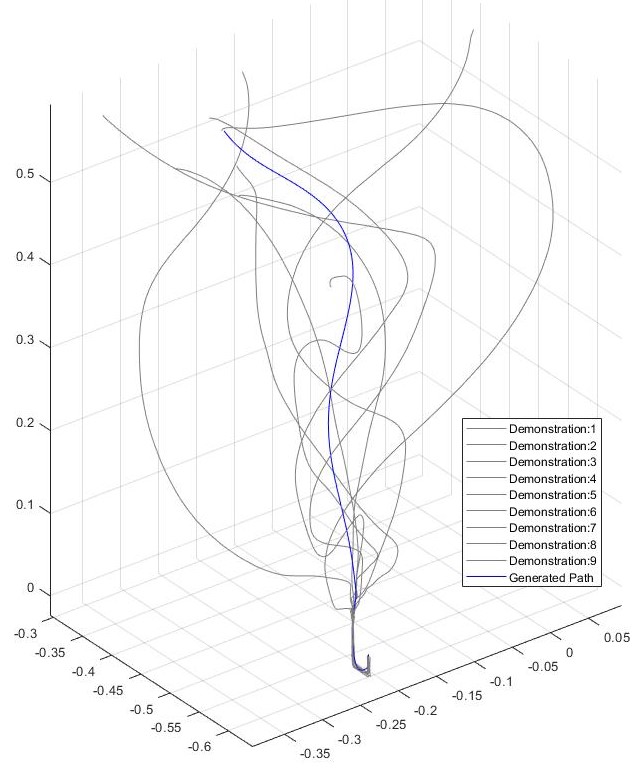 0.5
0.4
0.3
0.2
0.1
0
-0.3
-0.35
-0.4
-0.45
-0.5
-0.55
-0.6
-0.35
-0.3
-0.25
-0.2
-0.15
-0.1
-0.05
0
0.05
Demonstration:1
Demonstration:2
Demonstration:3
Demonstration:4
Demonstration:5
Demonstration:6
Demonstration:7
Demonstration:8
Demonstration:9
Generated Path